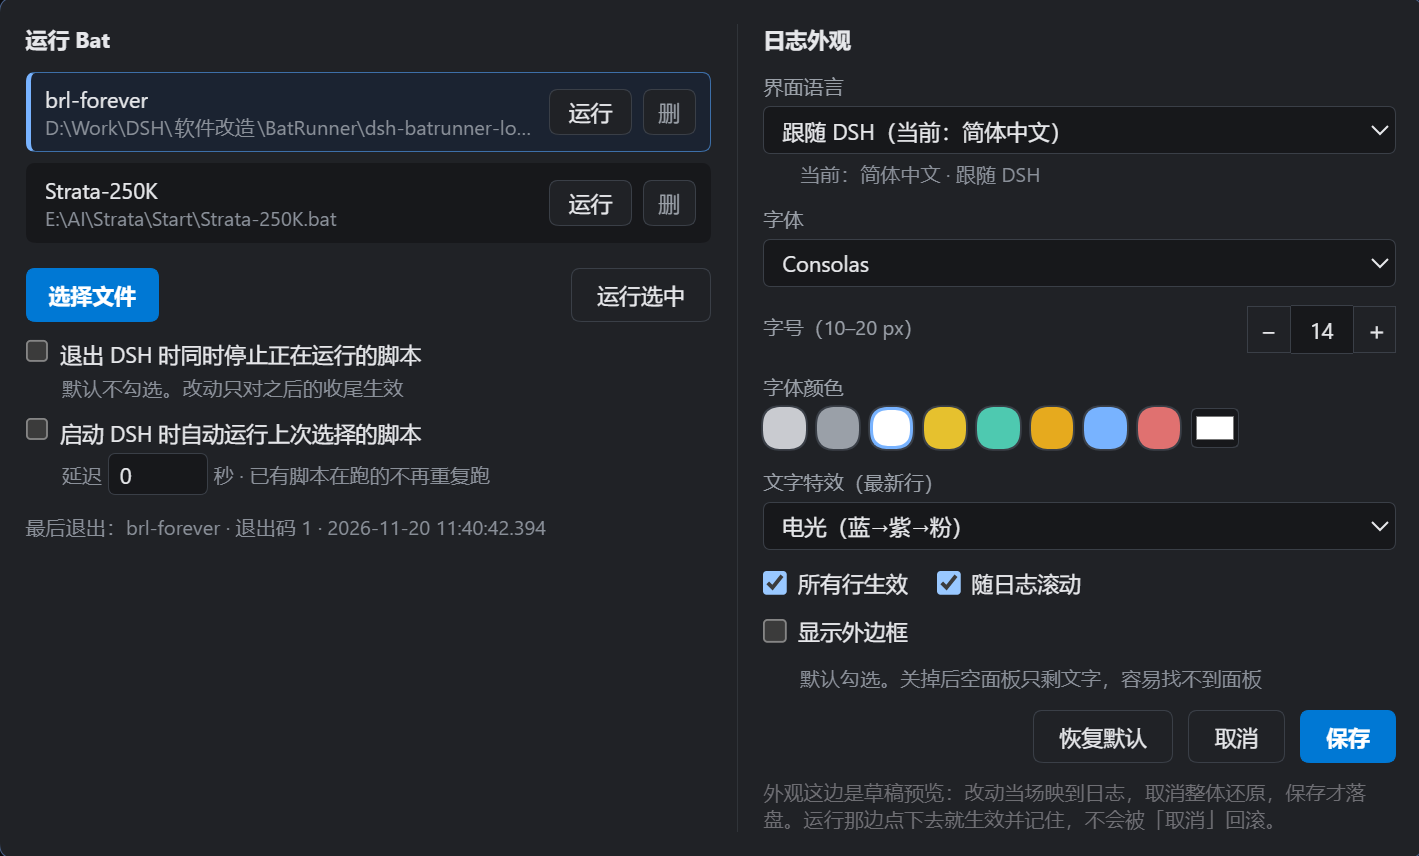 运行 Bat
brl-forever
D:\Work\DSH\软件改造\BatRunner\dsh-batrunner-lo...
运行
删
Strata-250K
E:\AI\Strata\Start\Strata-250K.bat
运行
删
选择文件
运行选中
退出 DSH 时同时停止正在运行的脚本
默认不勾选。改动只对之后的收尾生效
启动 DSH 时自动运行上次选择的脚本
延迟 0 秒 · 已有脚本在跑的不再重复跑
最后退出：brl-forever · 退出码 1 · 2026-11-20 11:40:42.394
日志外观
界面语言
跟随 DSH（当前：简体中文）
当前：简体中文 · 跟随 DSH
字体
Consolas
字号（10–20 px）
− 14 +
字体颜色
文字特效（最新行）
电光（蓝→紫→粉）
所有行生效
随日志滚动
显示外边框
默认勾选。关掉后空面板只剩文字，容易找不到面板
恢复默认
取消
保存
外观这边是草稿预览：改动当场映到日志，取消整体还原，保存才落
盘。运行那边点下去就生效并记住，不会被「取消」回滚。